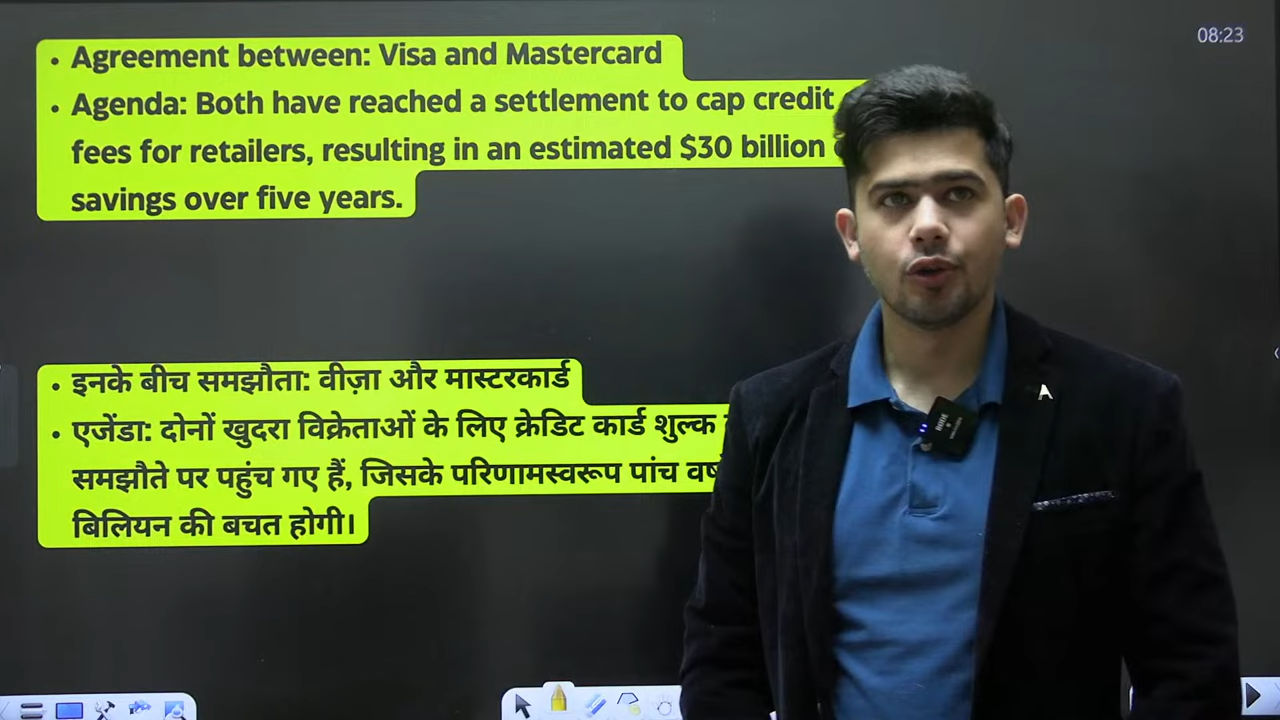 08:23
• Agreement between: Visa and Mastercard
• Agenda: Both have reached a settlement to cap credit
fees for retailers, resulting in an estimated $30 billion
savings over five years.
• इनके बीच समझौता: वीज़ा और मास्टरकार्ड
• एजेंडा: दोनों खुदरा विक्रेताओं के लिए क्रेडिट कार्ड शुल्क
समझौते पर पहुंच गए हैं, जिसके परिणामस्वरूप पांच
बिलियन की बचत होगी।
A